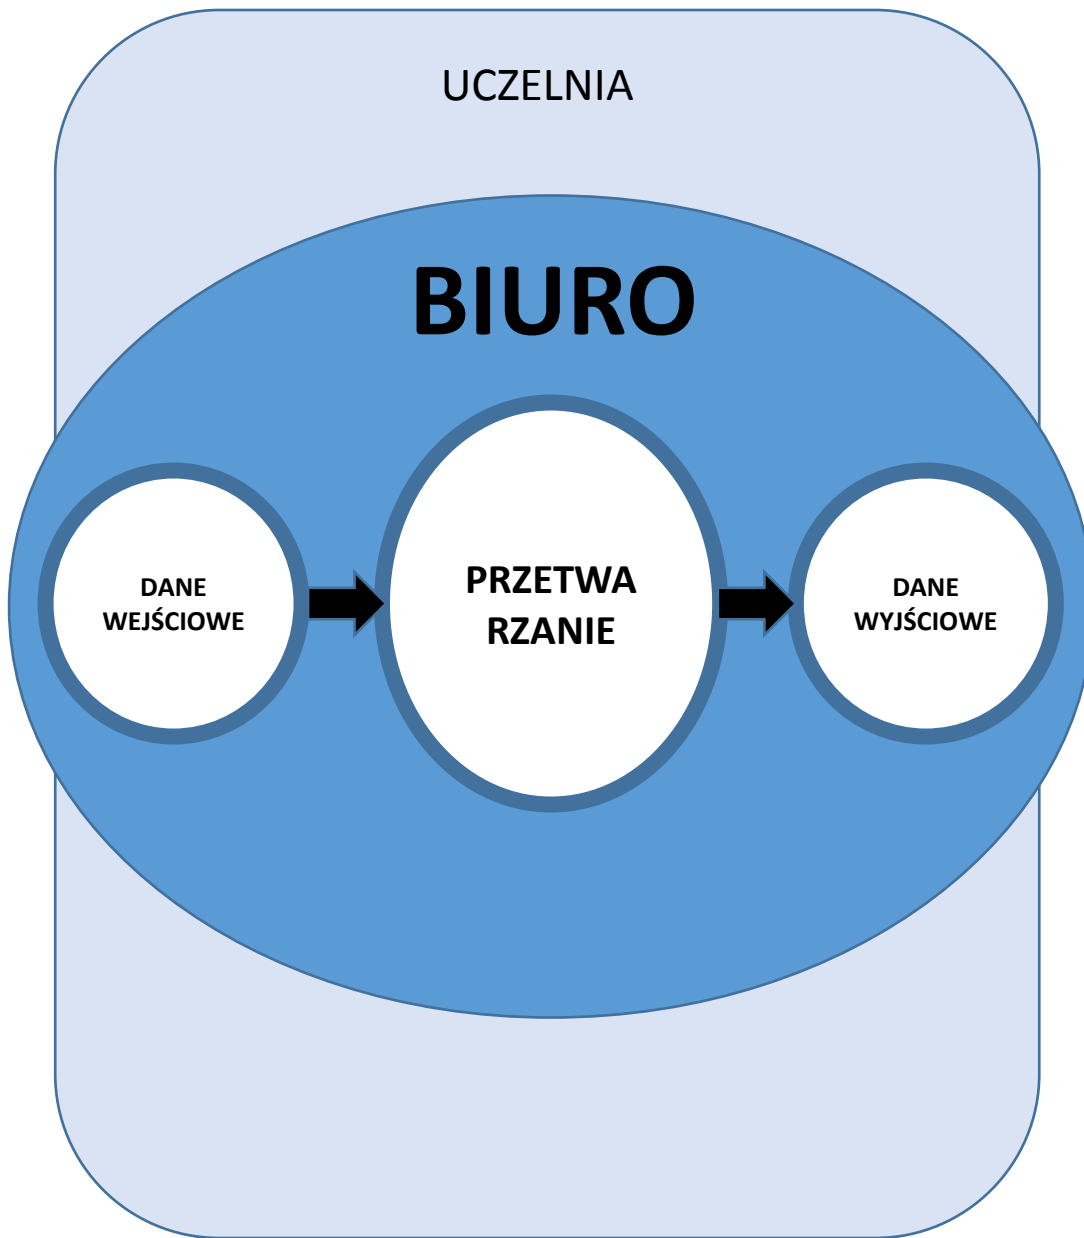 UCZELNIA
BIURO
DANE
WEJŚCIOWE
PRZETWA
RZANIE
DANE
WYJŚCIOWE